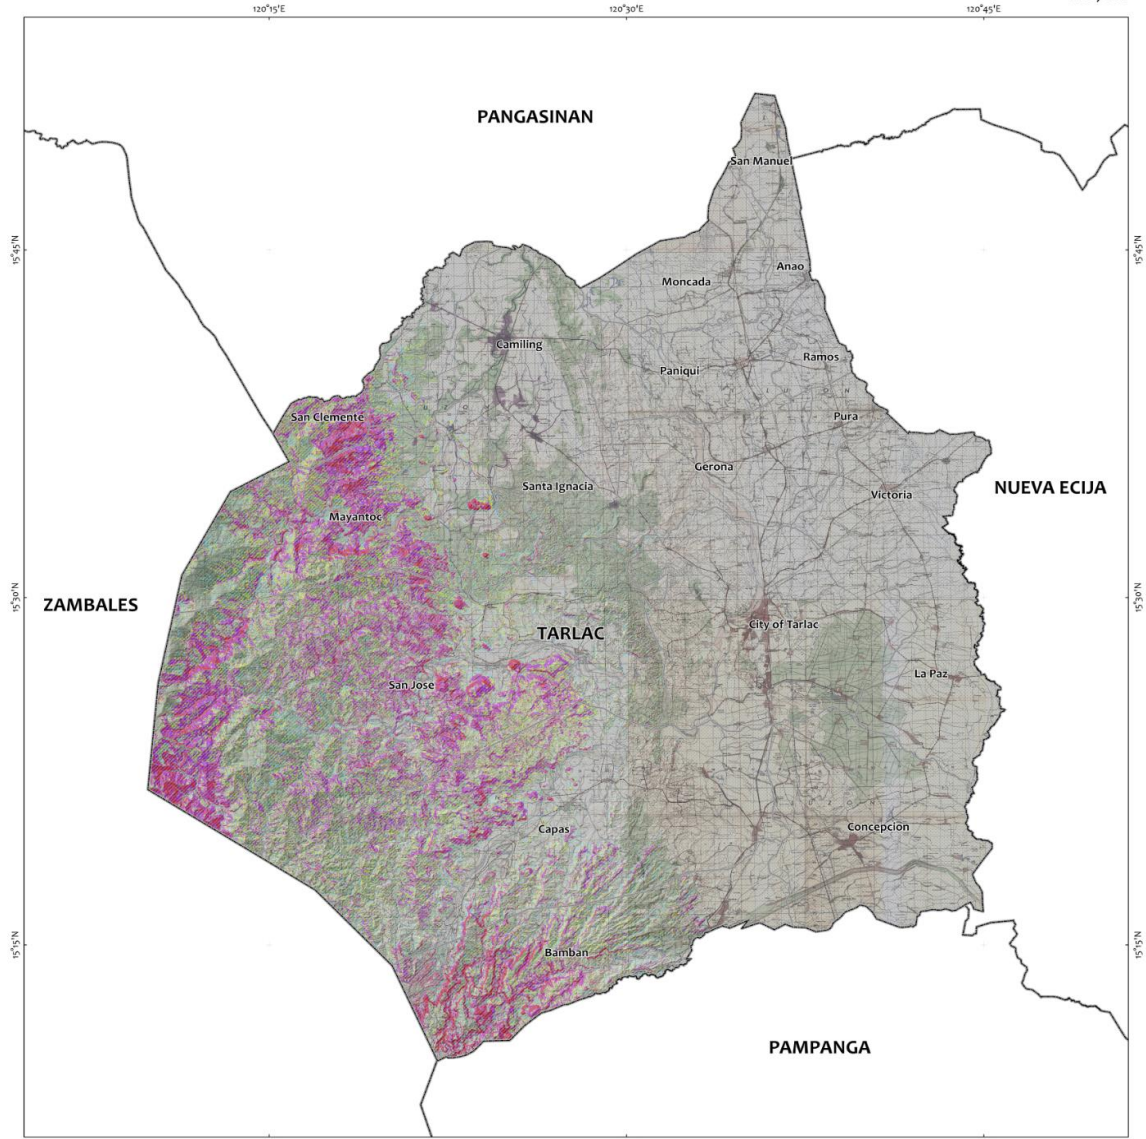 120°15'E
120°30'E
120°45'E
PANGASINAN
San Manuel
15°45'N
15°45'N
Anao
Moncada
Camiling
Ramos
Paniqui
San Clemente
Pura
Gerona
Santa Ignacia
NUEVA ECIJA
Victoria
Mayantoc
15°30'N
15°30'N
ZAMBALES
City of Tarlac
TARLAC
La Paz
San Jose
Concepcion
Capas
15°15'N
15°15'N
Bamban
PAMPANGA